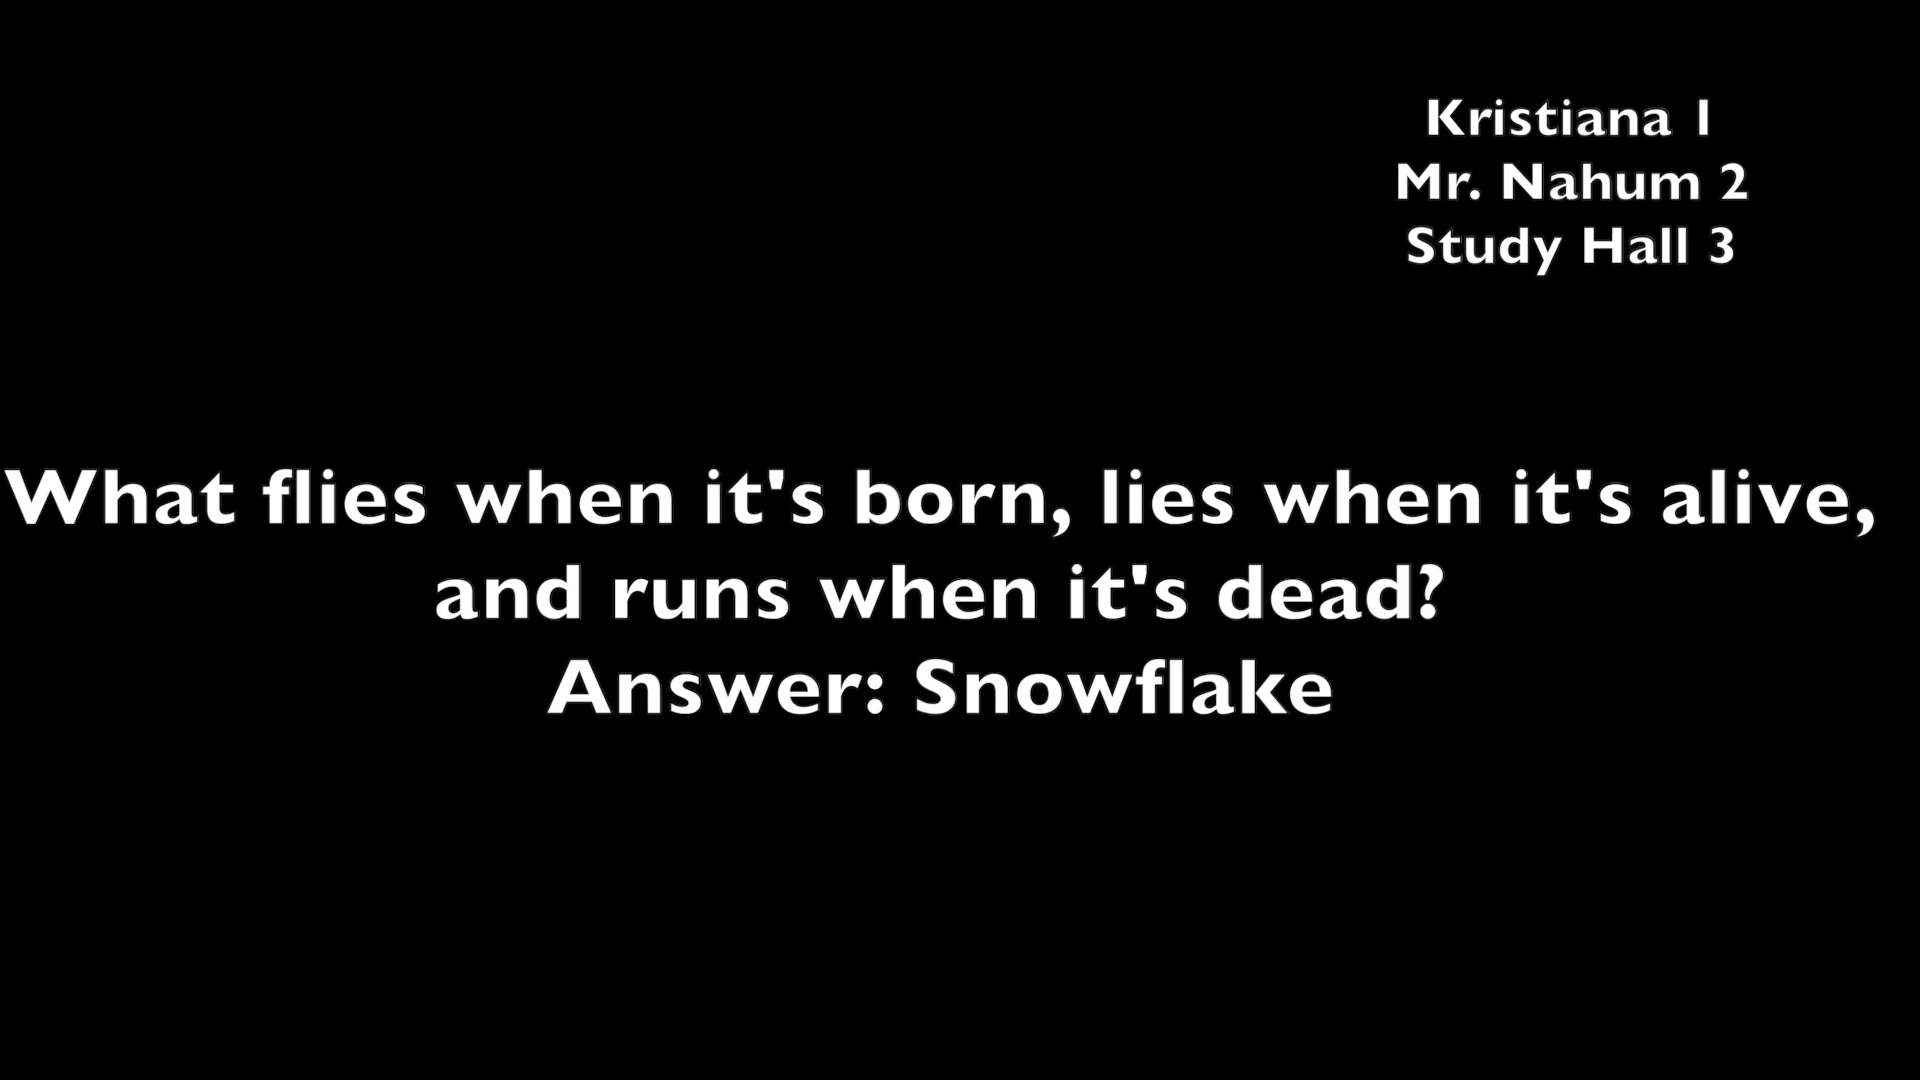 Kristiana 1
Mr. Nahum 2
Study Hall 3
What flies when it's born, lies when it's alive,
and runs when it's dead?
Answer: Snowflake